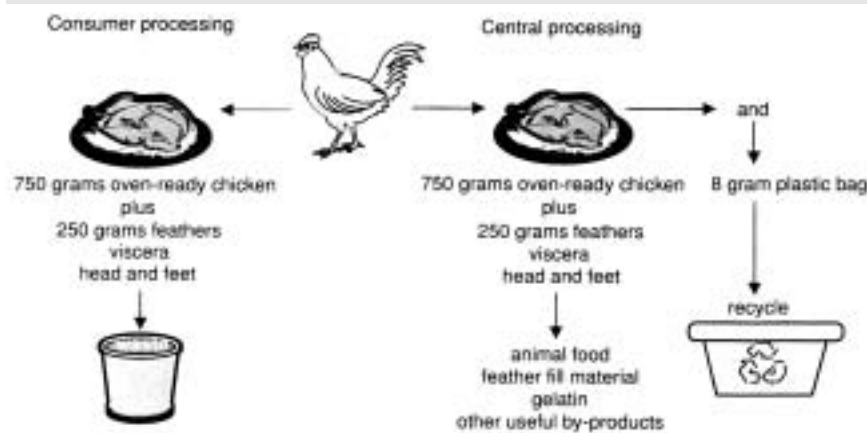 Consumer processing
Central processing
and
750 grams oven-ready chicken
plus
250 grams feathers
viscera
head and feet
750 grams oven-ready chicken
plus
250 grams feathers
viscera
head and feet
8 gram plastic bag
recycle
animal food
feather fill material
gelatin
other useful by-products